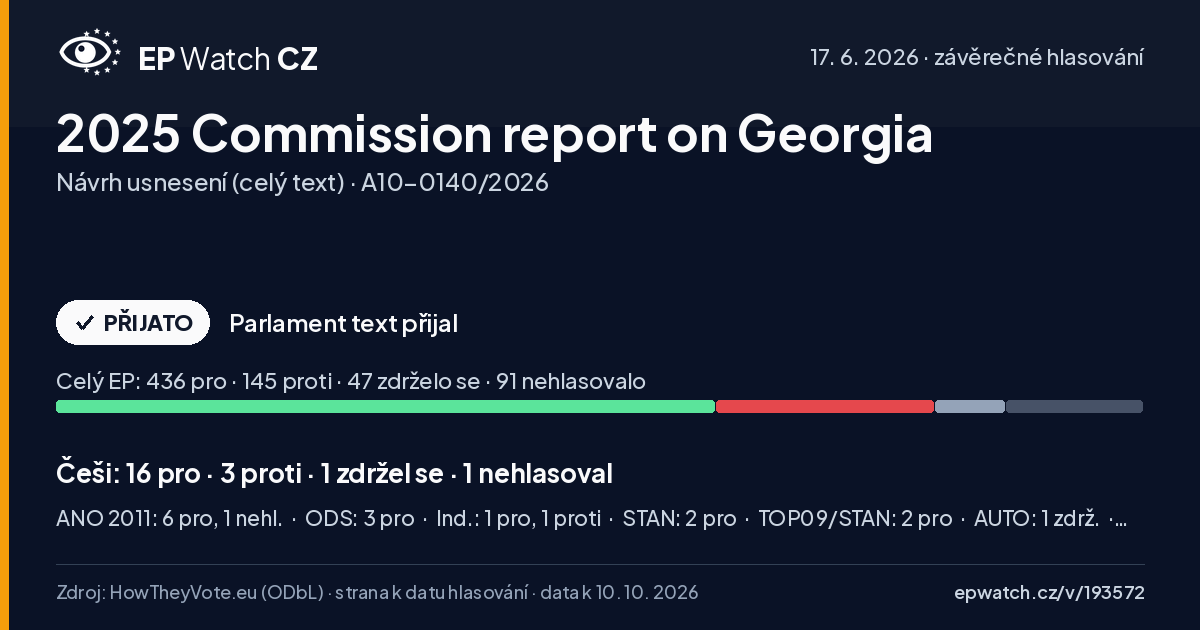 EP Watch CZ
17. 6. 2026 · závěrečné hlasování
2025 Commission report on Georgia
Návrh usnesení (celý text) · A10-0140/2026
✓ PŘIJATO
Parlament text přijal
Celý EP: 436 pro · 145 proti · 47 zdrželo se · 91 nehlasovalo
Češi: 16 pro · 3 proti · 1 zdržel se · 1 nehlasoval
ANO 2011: 6 pro, 1 nehl. · ODS: 3 pro · Ind.: 1 pro, 1 proti · STAN: 2 pro · TOP09/STAN: 2 pro · AUTO: 1 zdrž. ·…
Zdroj: HowTheyVote.eu (ODbL) · strana k datu hlasování · data k 10. 10. 2026
epwatch.cz/v/193572